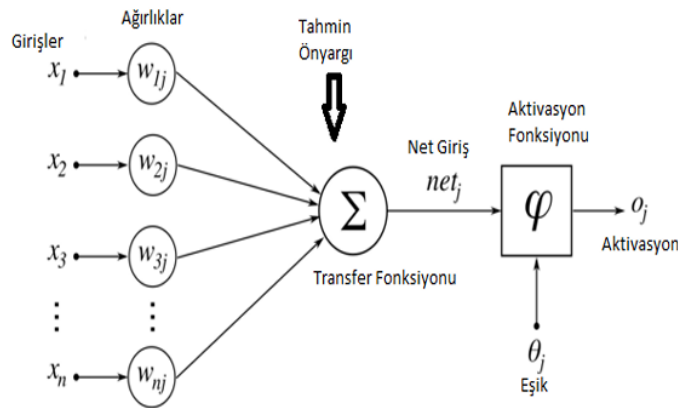 Girişler
Ağırlıklar
Tahmin
Önyargı
x1
w1j
x2
w2j
x3
w3j
xn
wnj
Σ
Transfer Fonksiyonu
Net Giriş
netj
Aktivasyon
Fonksiyonu
φ
oj
Aktivasyon
θj
Eşik